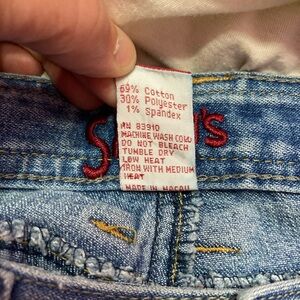 69% Cotton
30% Polyester
1% Spandex
RN 83910
MACHINE WASH COLD
DO NOT BLEACH
TUMBLE DRY
LOW HEAT
IRON WITH MEDIUM
HEAT
MADE IN MACAU